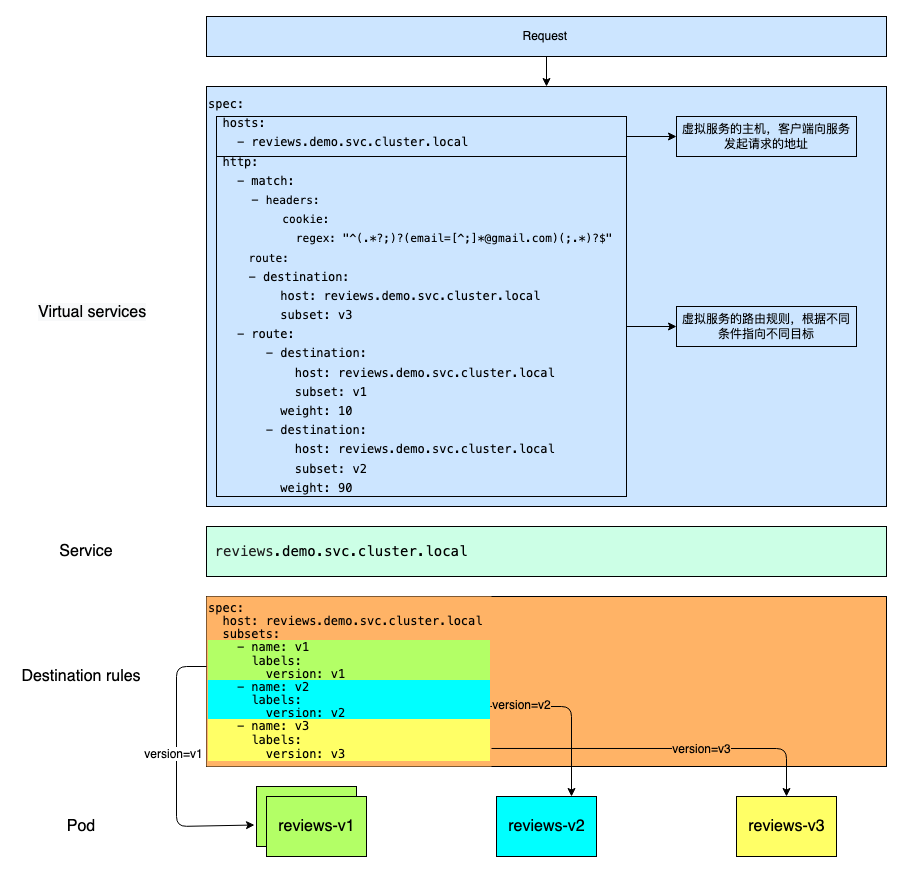 Request
spec:
hosts:
- reviews.demo.svc.cluster.local
虚拟服务的主机，客户端向服务
发起请求的地址
http:
- match:
- headers:
cookie:
regex: "^(.*?;)?(email=[^;]*@gmail.com)(;.*)?$"
route:
- destination:
host: reviews.demo.svc.cluster.local
subset: v3
Virtual services
虚拟服务的路由规则，根据不同
条件指向不同目标
- route:
- destination:
host: reviews.demo.svc.cluster.local
subset: v1
weight: 10
- destination:
host: reviews.demo.svc.cluster.local
subset: v2
weight: 90
Service
reviews.demo.svc.cluster.local
Destination rules
spec:
host: reviews.demo.svc.cluster.local
subsets:
- name: v1
labels:
version: v1
- name: v2
labels:
version: v2
- name: v3
labels:
version: v3
version=v1
version=v2
version=v3
Pod
reviews-v1
reviews-v2
reviews-v3